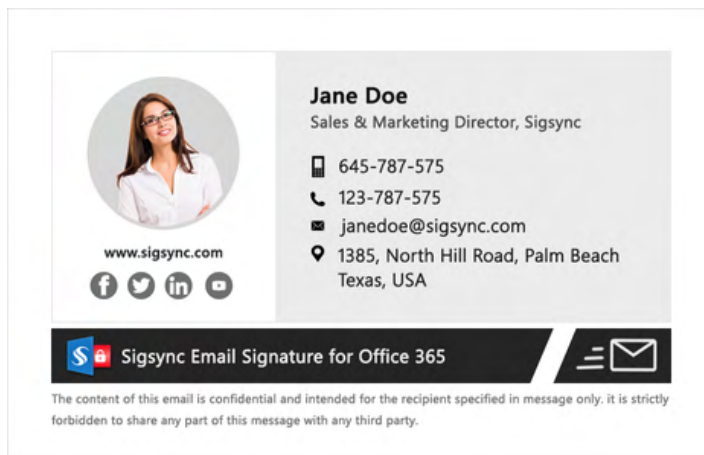 Jane Doe
Sales & Marketing Director, Sigsync
645-787-575
123-787-575
janedoe@sigsync.com
1385, North Hill Road, Palm Beach
Texas, USA
www.sigsync.com
Sigsync Email Signature for Office 365
The content of this email is confidential and intended for the recipient specified in message only. it is strictly
forbidden to share any part of this message with any third party.